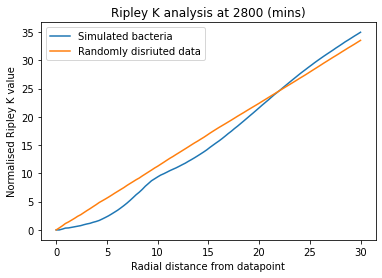 Ripley K analysis at 2800 (mins)
Simulated bacteria
Randomly disriuted data
Normalised Ripley K value
35
30
25
20
15
10
5
0
0 5 10 15 20 25 30
Radial distance from datapoint